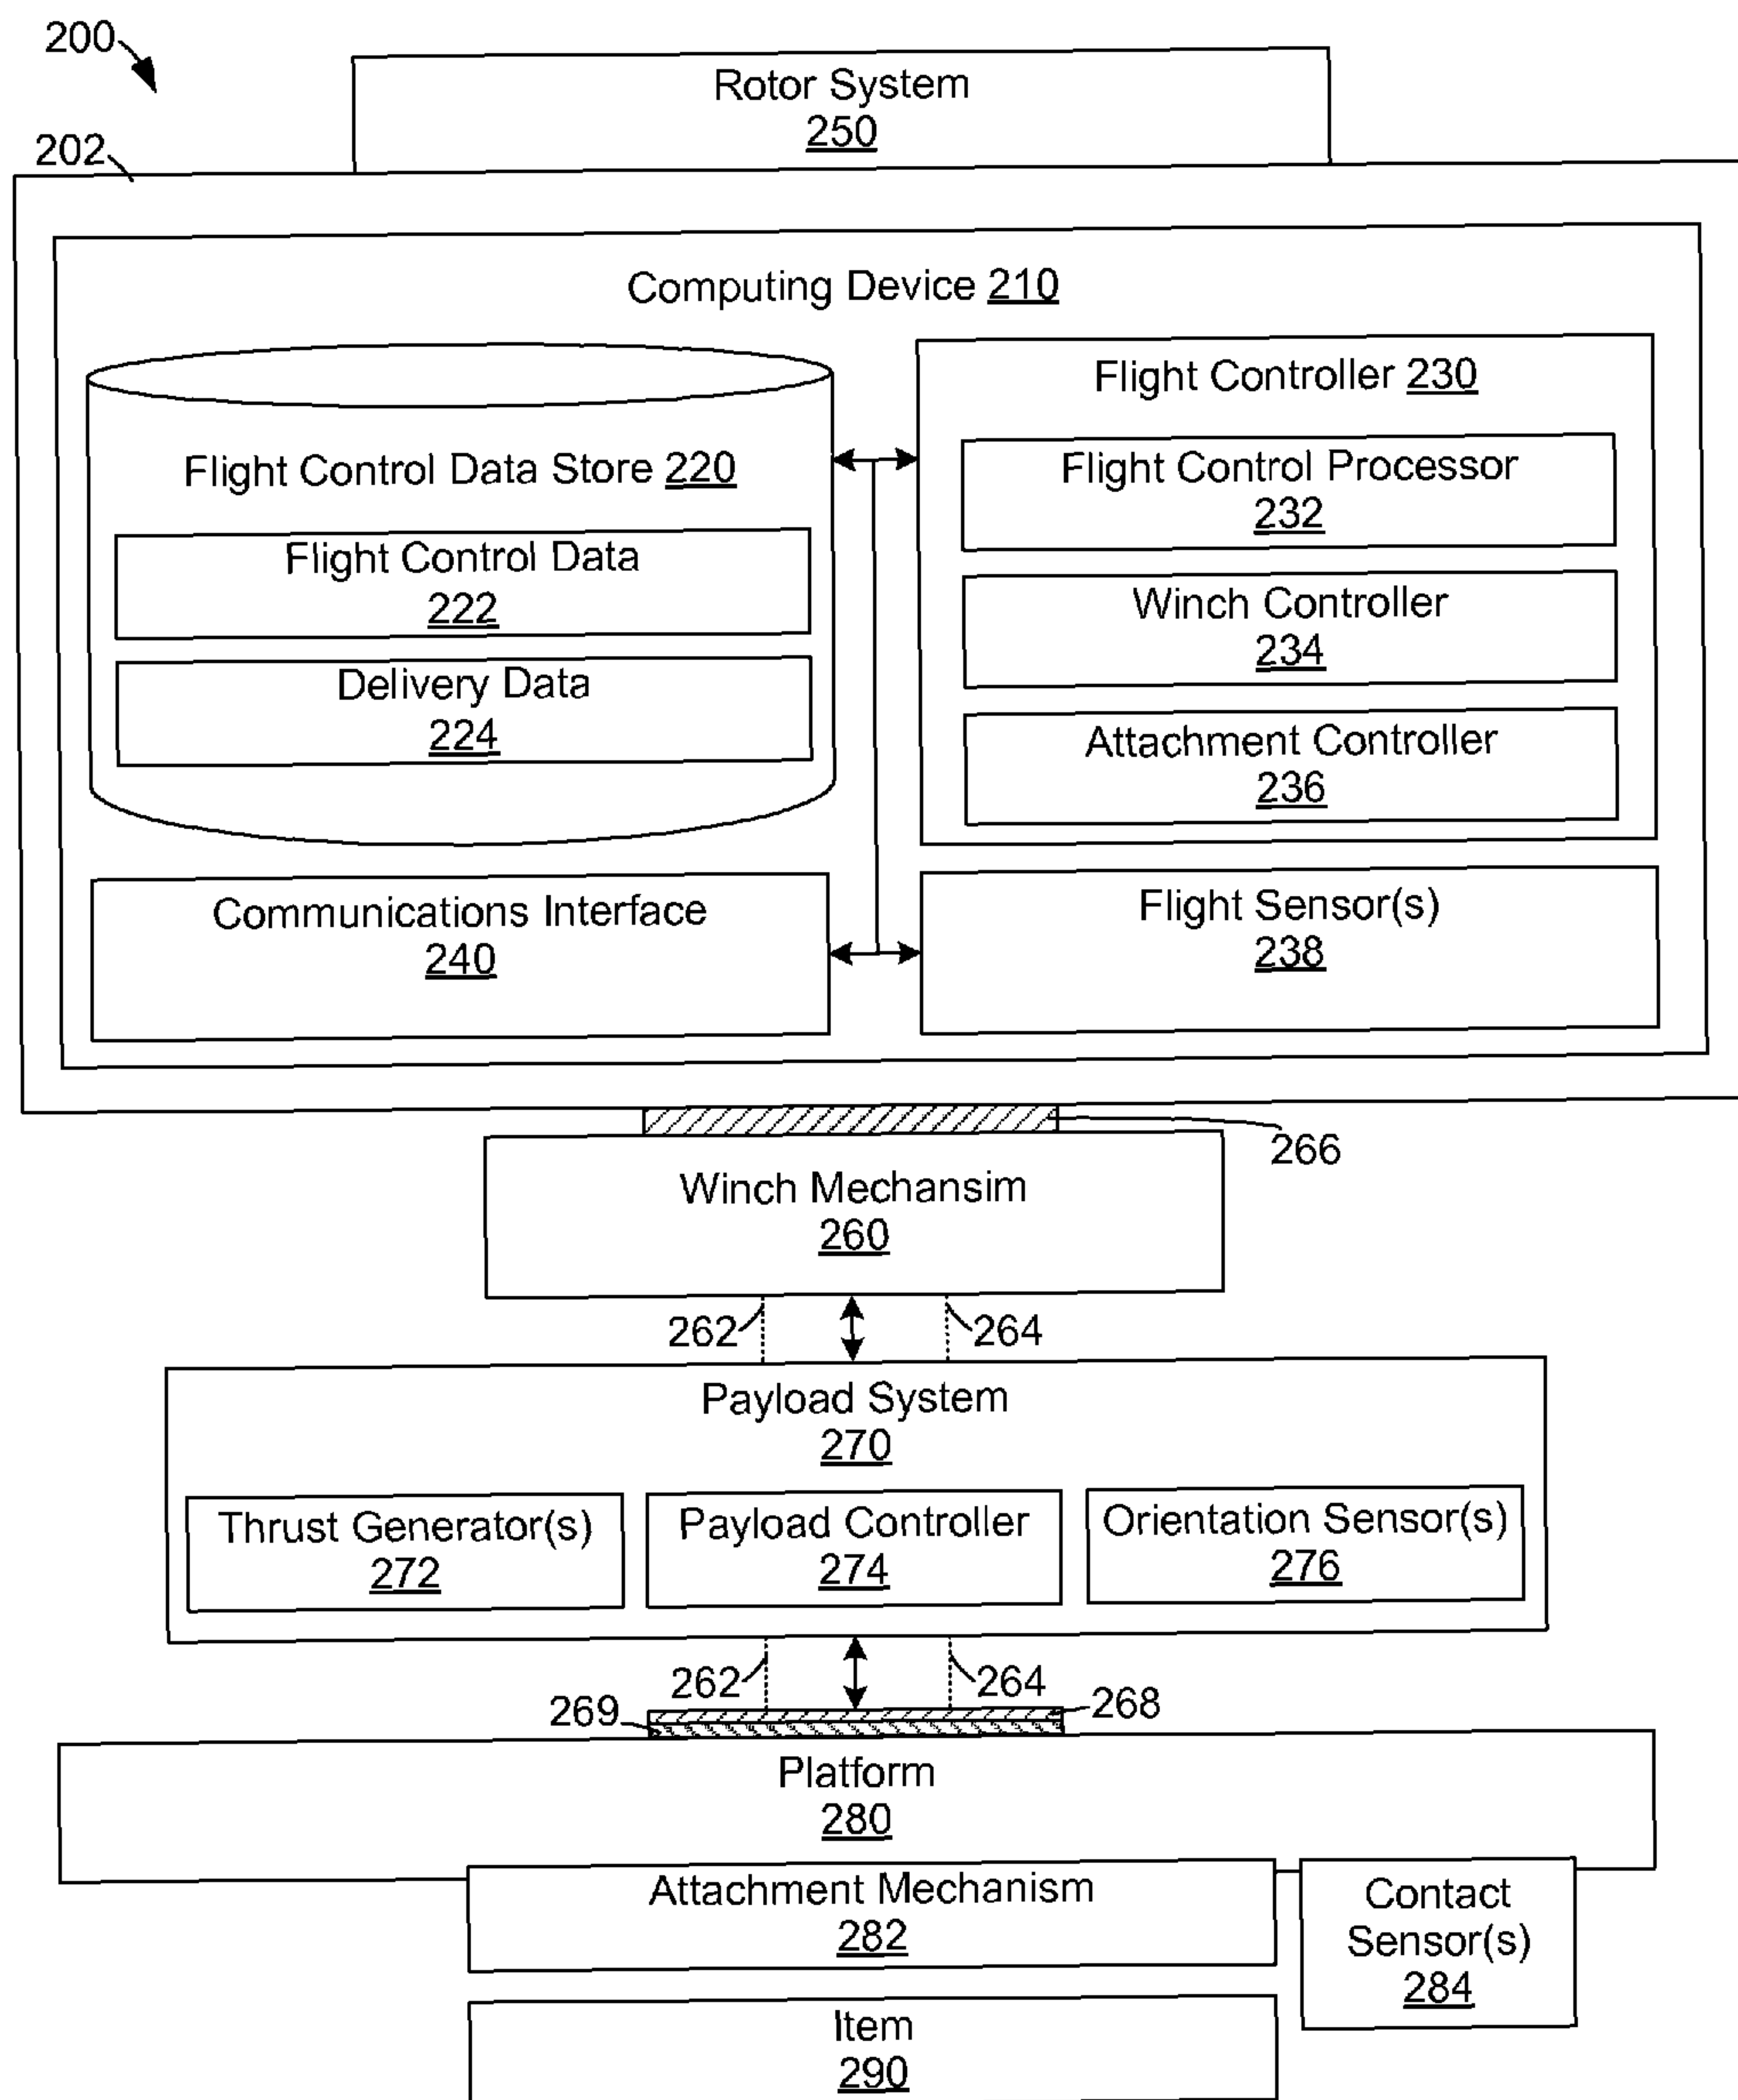 200
Rotor System
250
202
Computing Device 210
Flight Control Data Store 220
Flight Control Data
222
Delivery Data
224
Flight Controller 230
Flight Control Processor
232
Winch Controller
234
Attachment Controller
236
Communications Interface
240
Flight Sensor(s)
238
266
Winch Mechansim
260
262
264
Payload System
270
Thrust Generator(s)
272
Payload Controller
274
Orientation Sensor(s)
276
262
264
269
268
Platform
280
Attachment Mechanism
282
Contact
Sensor(s)
284
Item
290